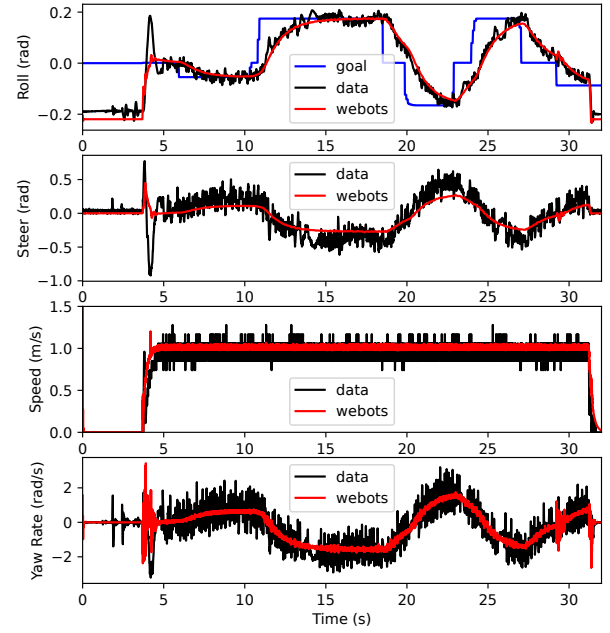 0.2
0.0
−0.2
Roll (rad)
goal
data
webots
0 5 10 15 20 25 30
0.5
0.0
−0.5
−1.0
Steer (rad)
data
webots
0 5 10 15 20 25 30
1.5
1.0
0.5
0.0
Speed (m/s)
data
webots
0 5 10 15 20 25 30
2
0
−2
Yaw Rate (rad/s)
data
webots
0 5 10 15 20 25 30
Time (s)